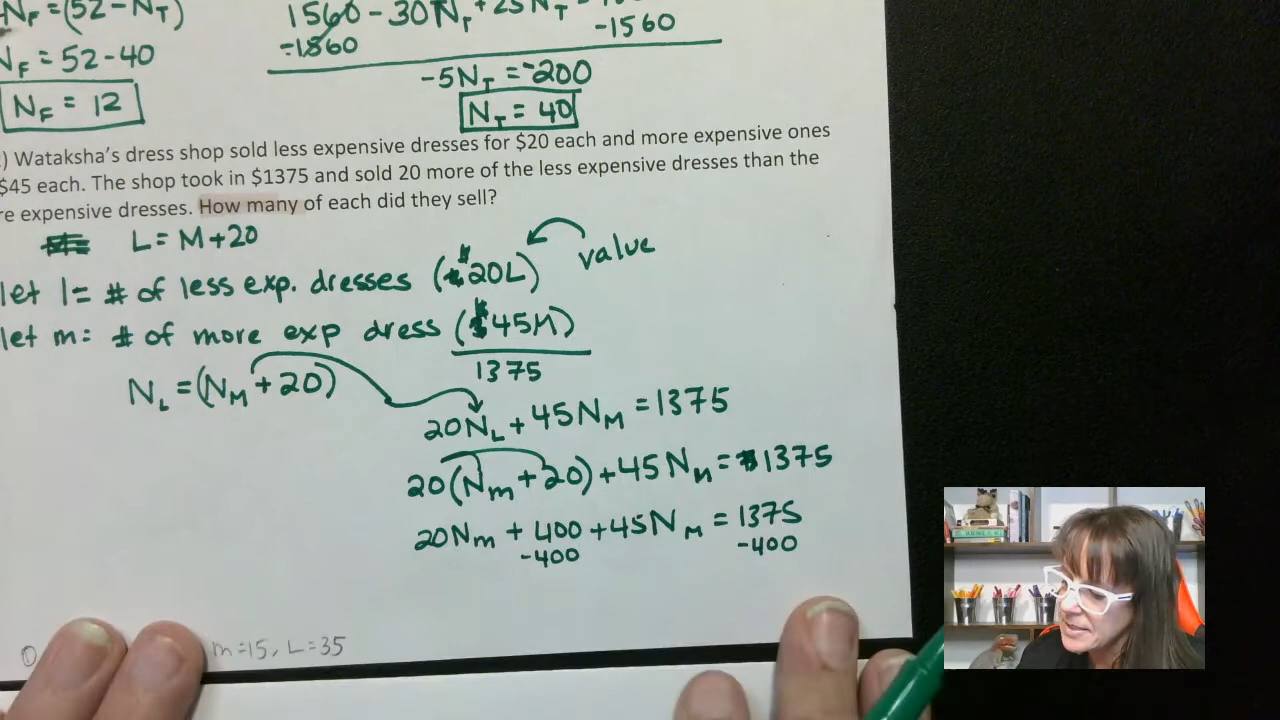 N_F = (52 - N_T)
1560 - 30N_T + 25N_T
-1560
-1560
N_F = 52 - 40
-5N_T = -200
N_F = 12
N_T = 40
) Wataksha's dress shop sold less expensive dresses for $20 each and more expensive ones
$45 each. The shop took in $1375 and sold 20 more of the less expensive dresses than the
re expensive dresses. How many of each did they sell?
L = M + 20
value
let l = # of less exp. dresses ($20L)
let m: # of more exp dress ($45M)
1375
N_L = (N_M + 20)
20N_L + 45N_M = 1375
20(N_m + 20) + 45N_M = $1375
20N_m + 400 + 45N_M = 1375
-400 -400
m=15, L=35